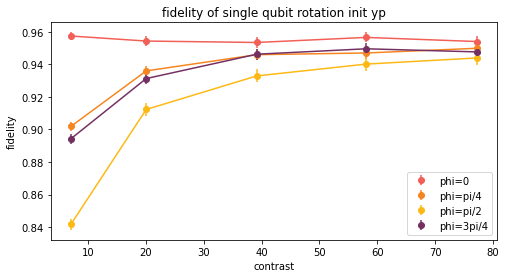 fidelity of single qubit rotation init yp
0.96
0.94
0.92
0.90
0.88
0.86
0.84
fidelity
10
20
30
40
50
60
70
80
contrast
phi=0
phi=pi/4
phi=pi/2
phi=3pi/4